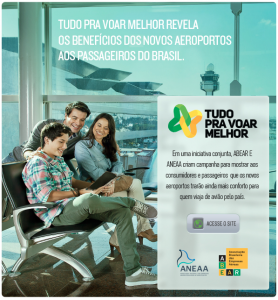 TUDO PRA VOAR MELHOR REVELA
OS BENEFÍCIOS DOS NOVOS AEROPORTOS
AOS PASSAGEIROS DO BRASIL.
TUDO
PRA VOAR
MELHOR
Em uma iniciativa conjunta, ABEAR E
ANEAA criam campanha para mostrar aos
consumidores e passageiros que os novos
aeroportos trarão ainda mais conforto para
quem viaja de avião pelo país.
ACESSE O SITE
ANEAA
ABEAR